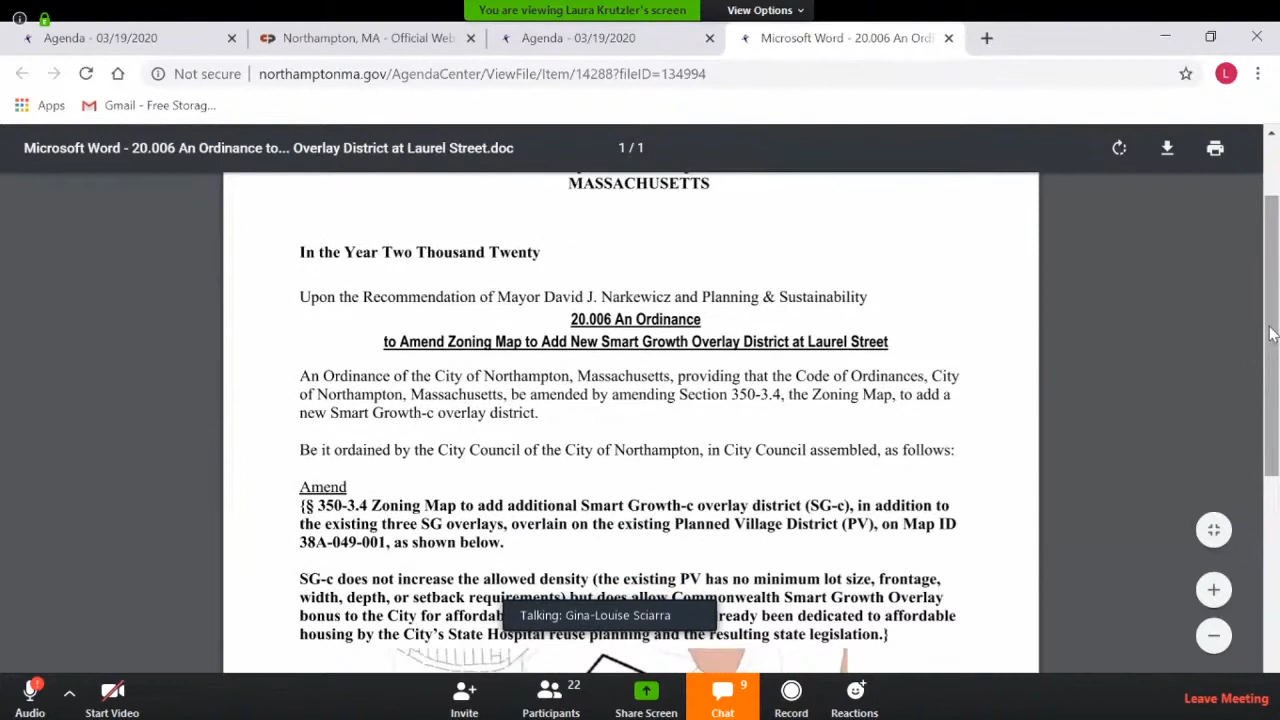 You are viewing Laura Krutzler's screen
View Options
Agenda - 03/19/2020
Northampton, MA - Official Web
Agenda - 03/19/2020
Microsoft Word - 20.006 An Ordi
Not secure
northamptonma.gov/AgendaCenter/ViewFile/Item/14288?fileID=134994
L
Apps
Gmail - Free Storag...
Microsoft Word - 20.006 An Ordinance to... Overlay District at Laurel Street.doc
1 / 1
MASSACHUSETTS
In the Year Two Thousand Twenty
Upon the Recommendation of Mayor David J. Narkewicz and Planning & Sustainability
20.006 An Ordinance
to Amend Zoning Map to Add New Smart Growth Overlay District at Laurel Street
An Ordinance of the City of Northampton, Massachusetts, providing that the Code of Ordinances, City
of Northampton, Massachusetts, be amended by amending Section 350-3.4, the Zoning Map, to add a
new Smart Growth-c overlay district.
Be it ordained by the City Council of the City of Northampton, in City Council assembled, as follows:
Amend
{§ 350-3.4 Zoning Map to add additional Smart Growth-c overlay district (SG-c), in addition to
the existing three SG overlays, overlain on the existing Planned Village District (PV), on Map ID
38A-049-001, as shown below.
SG-c does not increase the allowed density (the existing PV has no minimum lot size, frontage,
width, depth, or setback requirements) but does allow Commonwealth Smart Growth Overlay
bonus to the City for affordab
ready been dedicated to affordable
Talking: Gina-Louise Sciarra
housing by the City's State Hospital reuse planning and the resulting state legislation.}
Audio
Start Video
Invite
Participants
22
Share Screen
Chat
9
Record
Reactions
Leave Meeting